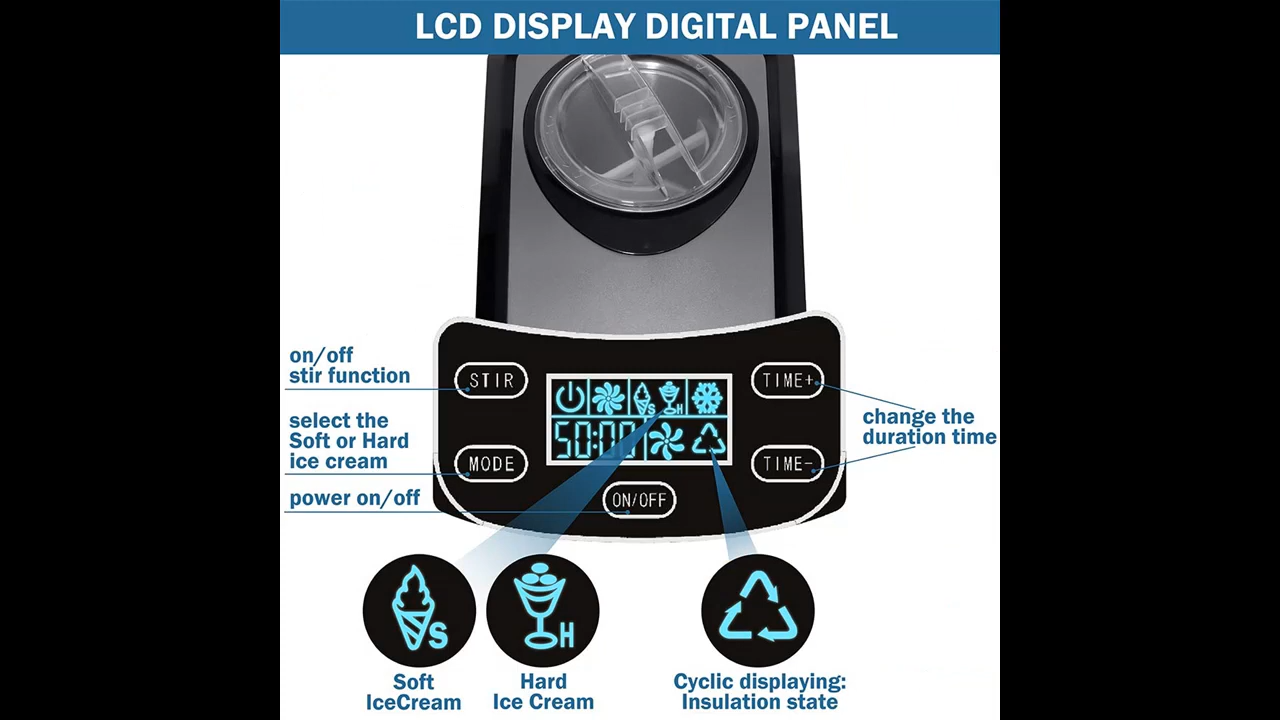 LCD DISPLAY DIGITAL PANEL
on/off
stir function
select the
Soft or Hard
ice cream
power on/off
STIR
MODE
S
H
50:00
ON/OFF
TIME+
TIME-
change the
duration time
S
H
Soft
IceCream
Hard
Ice Cream
Cyclic displaying:
Insulation state